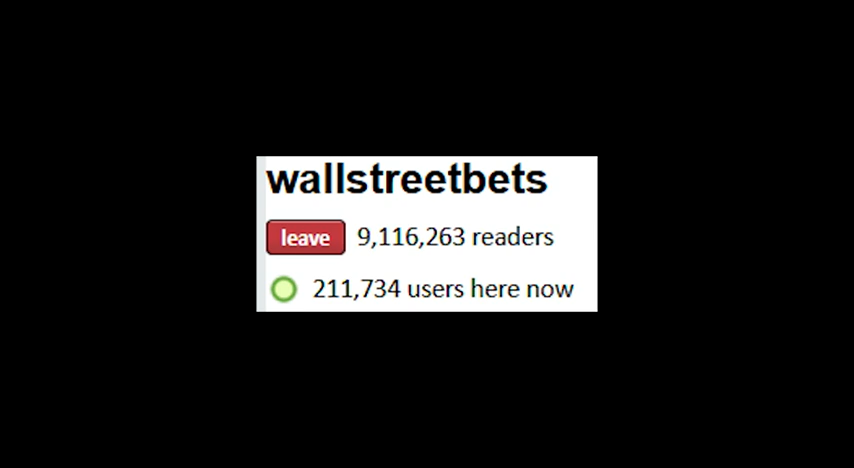 wallstreetbets
leave 9,116,263 readers
211,734 users here now